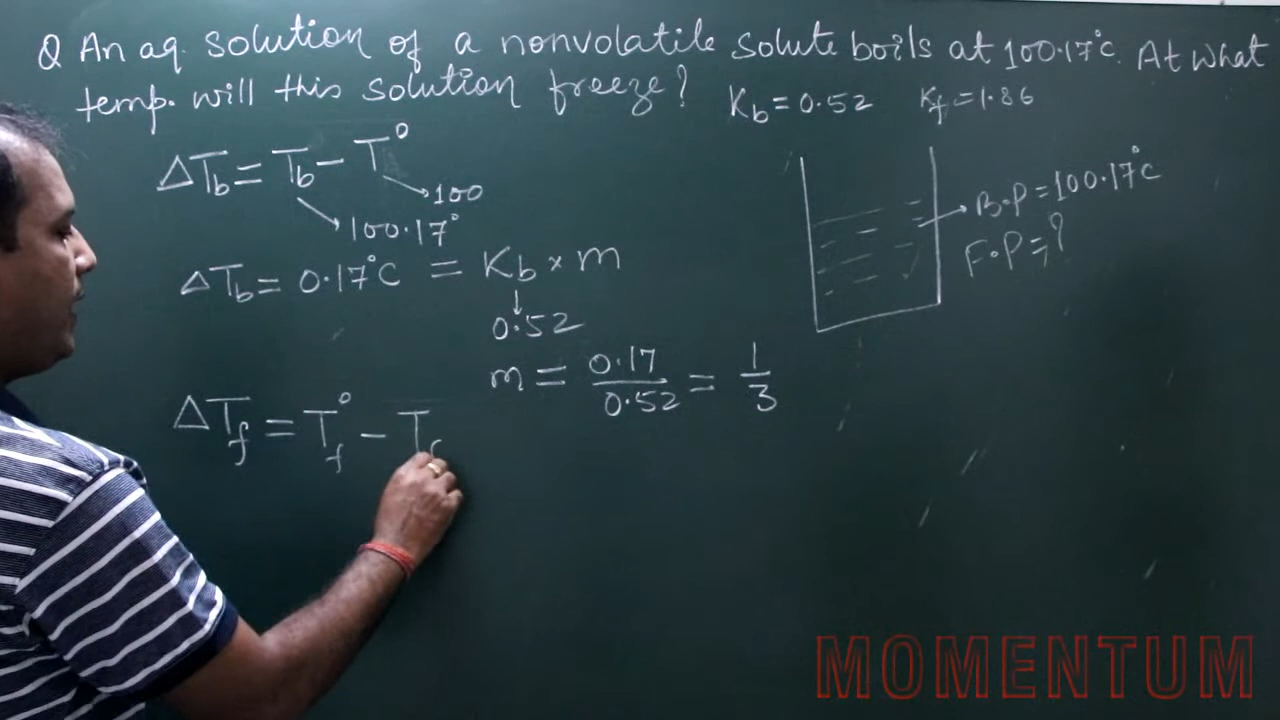 Q An aq. solution of a nonvolatile solute boils at 100.17°C. At what
temp. will this solution freeze? Kb = 0.52 Kf = 1.86
ΔTb = Tb - T°
100
100.17°
B.P = 100.17°C
F.P = ?
ΔTb = 0.17°C = Kb × m
0.52
m = 0.17/0.52 = 1/3
ΔTf = T°f - Tf
MOMENTUM